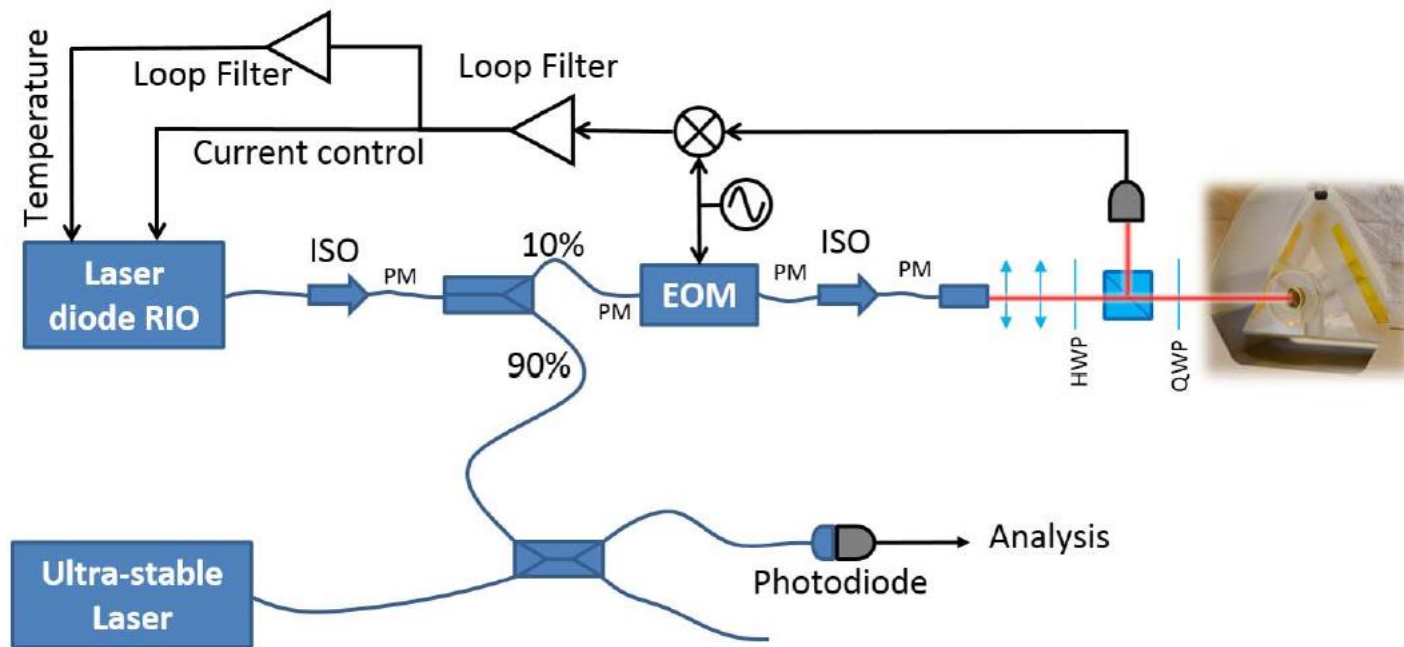 Temperature
Loop Filter
Loop Filter
Current control
Laser
diode RIO
ISO
PM
10%
90%
PM
EOM
PM
ISO
PM
HWP
QWP
Ultra-stable
Laser
Photodiode
Analysis